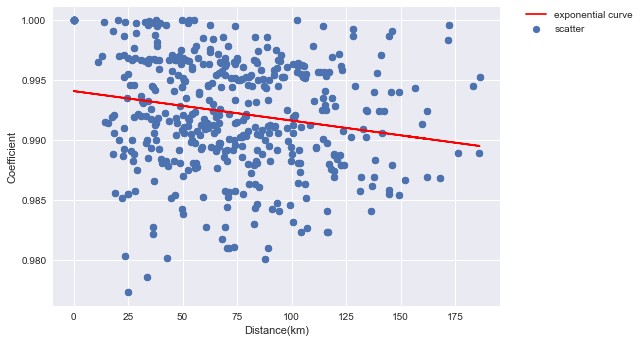 exponential curve
scatter
1.000
0.995
0.990
0.985
0.980
Coefficient
0 25 50 75 100 125 150 175
Distance(km)